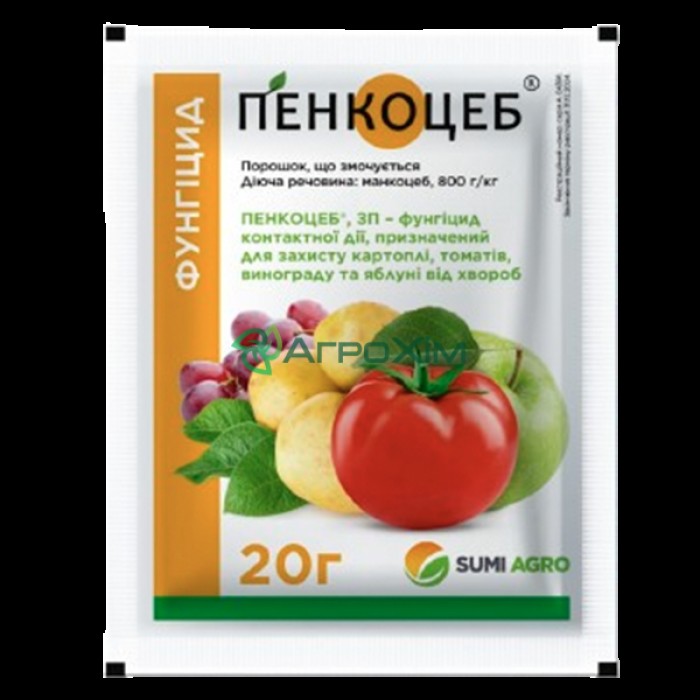 ФУНГІЦИД
ПЕНКОЦЕБ®
Порошок, що змочується
Діюча речовина: манкоцеб, 800 г/кг
ПЕНКОЦЕБ®, ЗП – фунгіцид
контактної дії, призначений
для захисту картоплі, томатів,
винограду та яблуні від хвороб
АгроХім
20г
SUMI AGRO